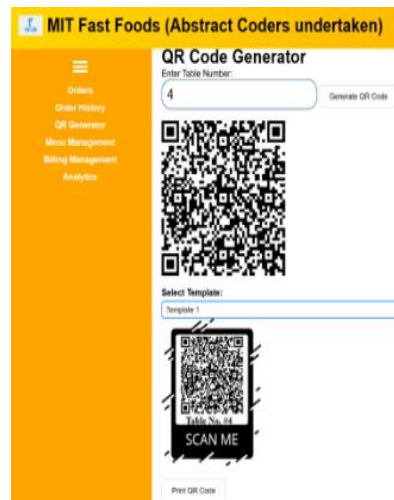 MIT Fast Foods (Abstract Coders undertaken)
QR Code Generator
Enter Table Number:
4
Generate QR Code
Orders
Order History
QR Generator
Menu Management
Billing Management
Analytics
Select Template:
Template 1
Table No. #4
SCAN ME
Print QR Code